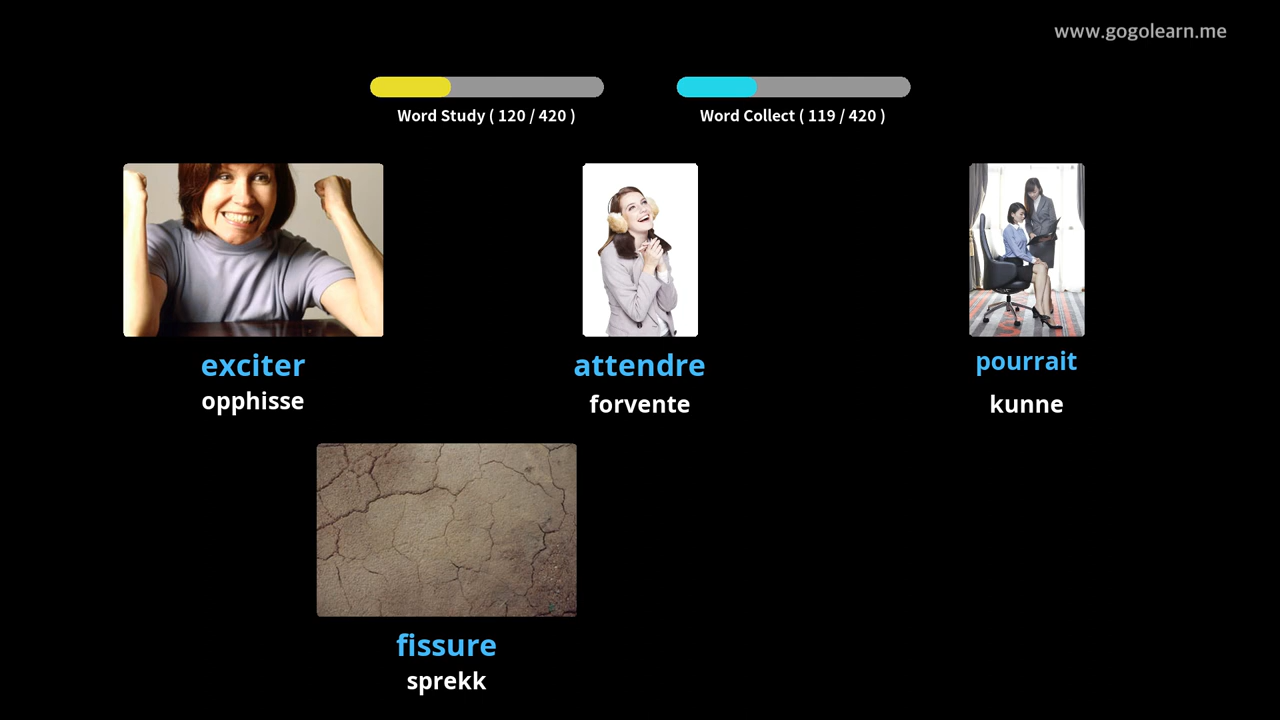 www.gogolearn.me
Word Study ( 120 / 420 )
Word Collect ( 119 / 420 )
exciter
opphisse
attendre
forvente
pourrait
kunne
fissure
sprekk